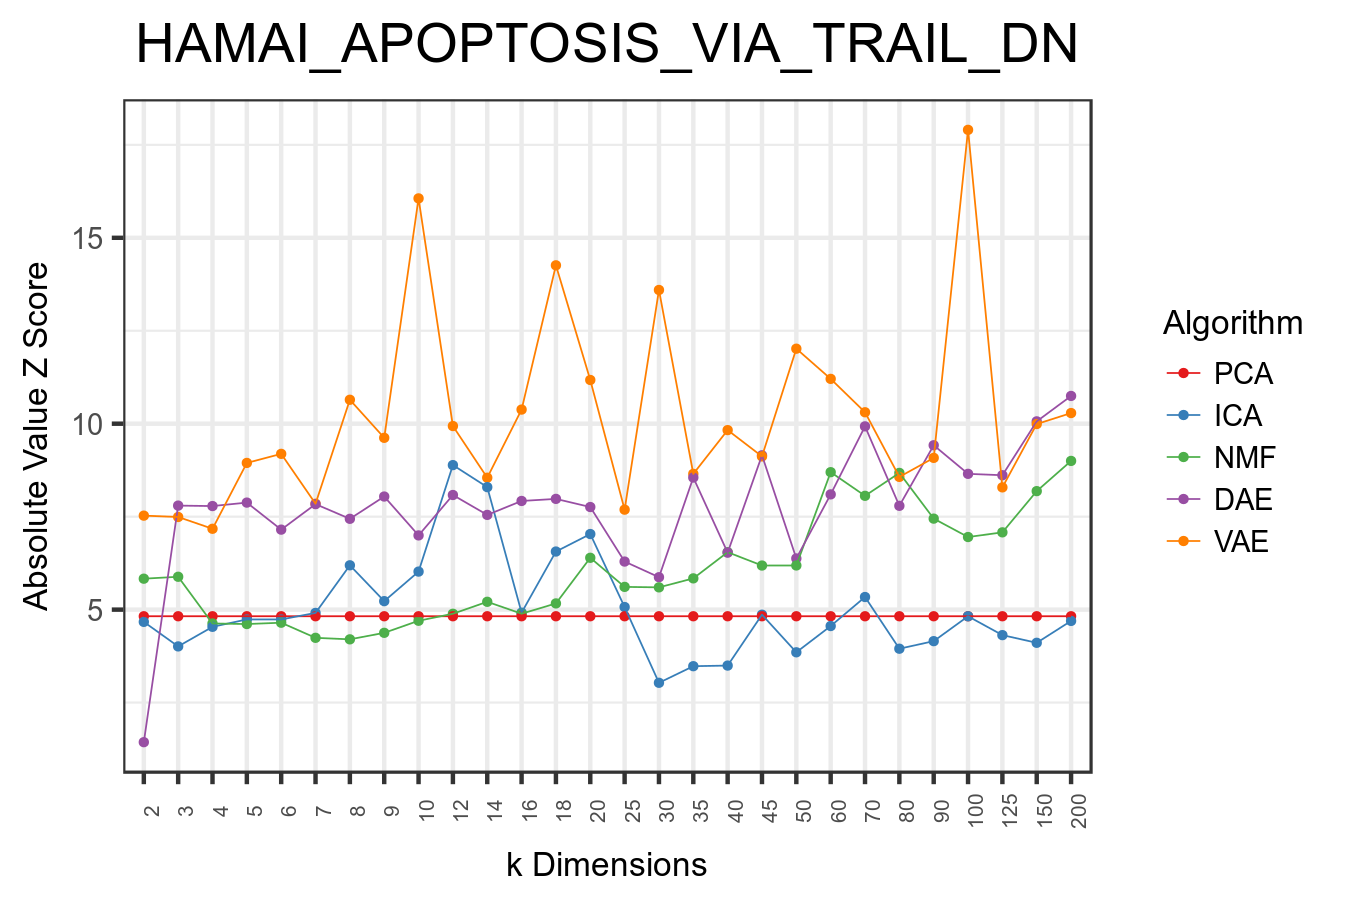 HAMAI_APOPTOSIS_VIA_TRAIL_DN
Absolute Value Z Score
15
10
5
2 3 4 5 6 7 8 9 10 12 14 16 18 20 25 30 35 40 45 50 60 70 80 90 100 125 150 200
k Dimensions
Algorithm
PCA
ICA
NMF
DAE
VAE